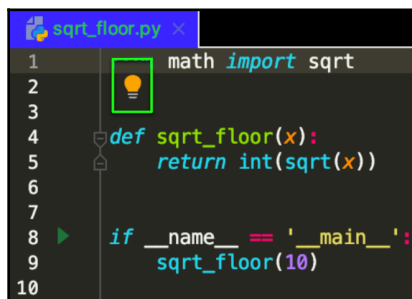 sqrt_floor.py
1 math import sqrt
2
3
4 def sqrt_floor(x):
5 return int(sqrt(x))
6
7
8 if __name__ == '__main__':
9 sqrt_floor(10)
10